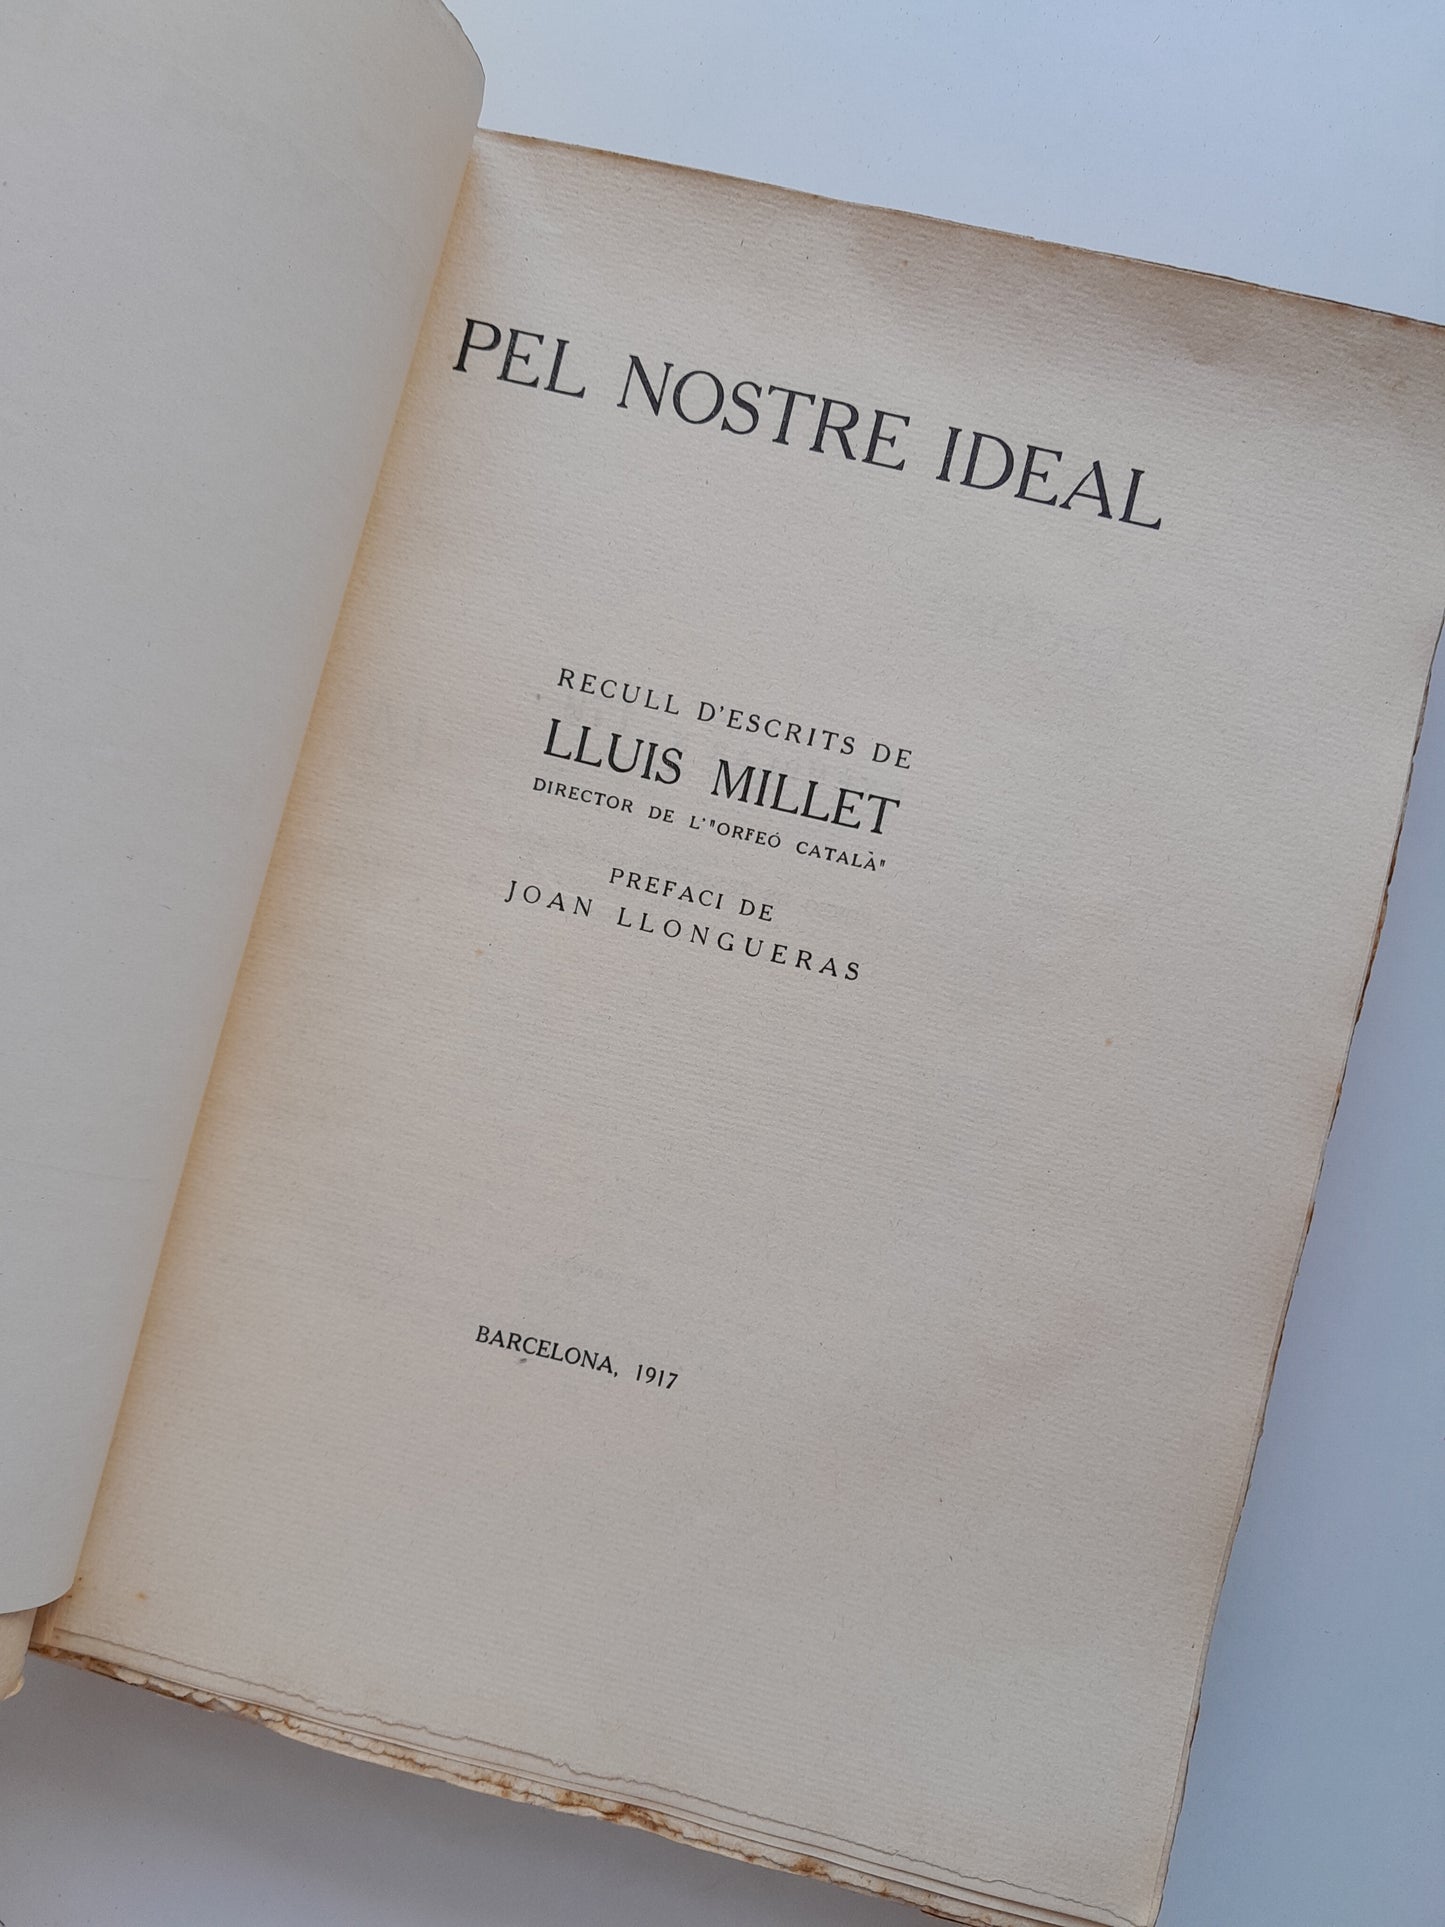 PEL NOSTRE IDEAL
RECULL D'ESCRITS DE
LLUIS MILLET
DIRECTOR DE L'"ORFEÓ CATALÀ"
PREFACI DE
JOAN LLONGUERAS
BARCELONA, 1917